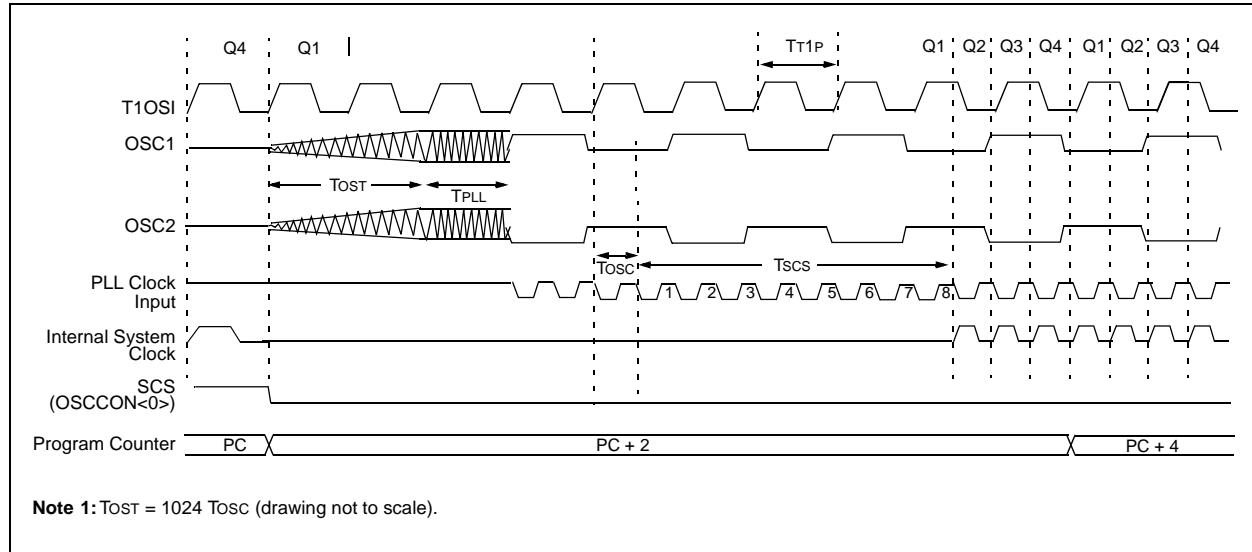 Q4 Q1 TT1P Q1 Q2 Q3 Q4 Q1 Q2 Q3 Q4
T1OSI
OSC1
TOST
TPLL
OSC2
TOSC TSCS
PLL Clock
Input
1 2 3 4 5 6 7 8
Internal System
Clock
SCS
(OSCCON<0>)
Program Counter PC PC + 2 PC + 4
Note 1: TOST = 1024 TOSC (drawing not to scale).